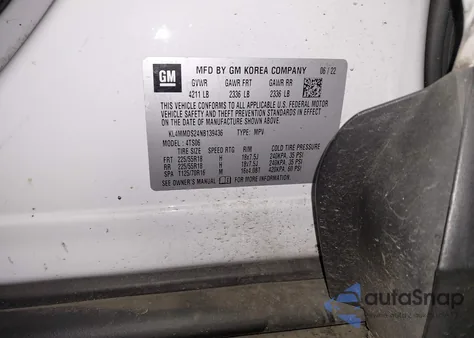 GM
MFD BY GM KOREA COMPANY 06 / 22
GVWR GAWR FRT GAWR RR
4211 LB 2336 LB 2336 LB
THIS VEHICLE CONFORMS TO ALL APPLICABLE U.S. FEDERAL MOTOR
VEHICLE SAFETY AND THEFT PREVENTION STANDARDS IN EFFECT ON
THE DATE OF MANUFACTURE SHOWN ABOVE.
KL4MMDS24NB139436 TYPE: MPV
MODEL: 4TS06
TIRE SIZE SPEED R RIM COLD TIRE PRESSURE
FRT 225/55R18 H 18x7.5J 240KPA, 35 PSI
RR 225/55R18 H 18x7.5J 240KPA, 35 PSI
SPA T125/70R16 M 16x4.00T 420KPA, 60 PSI
SEE OWNER'S MANUAL FOR MORE INFORMATION
autoSnap